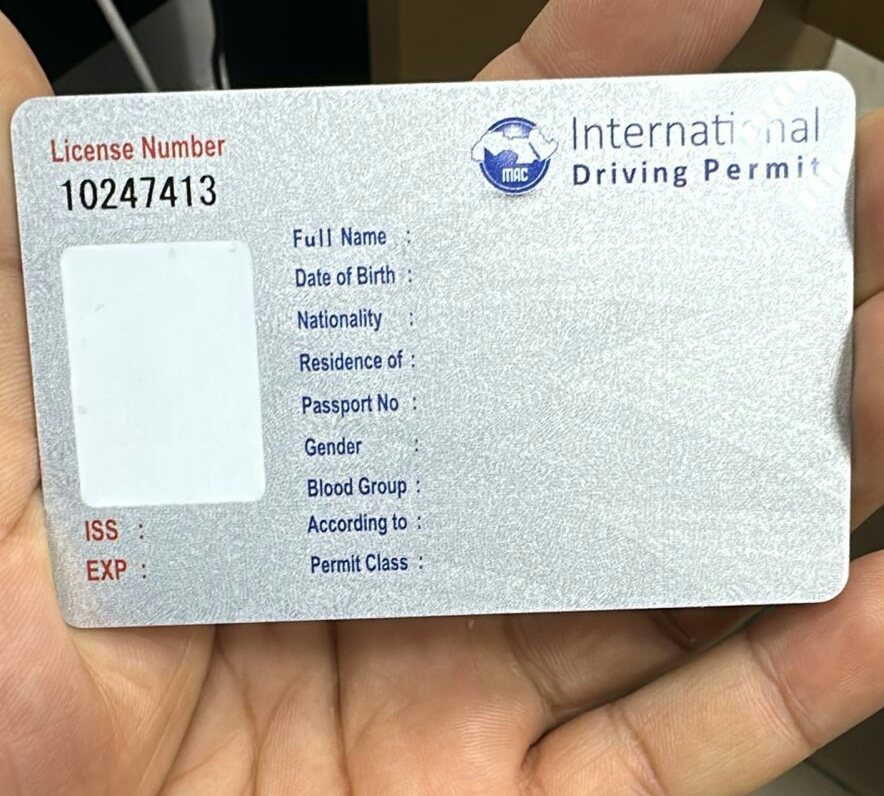 License Number
10247413
MAC
International
Driving Permit
Full Name :
Date of Birth :
Nationality :
Residence of :
Passport No :
Gender :
Blood Group :
According to :
Permit Class :
ISS :
EXP :